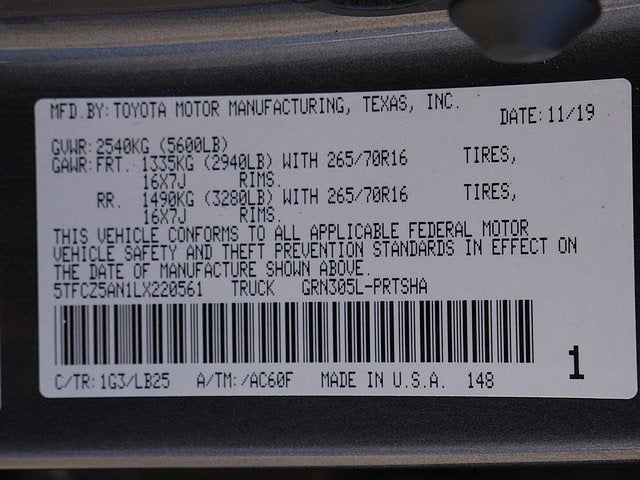 MFD.BY: TOYOTA MOTOR MANUFACTURING, TEXAS, INC.
DATE: 11/19
GVWR: 2540KG (5600LB)
GAWR: FRT. 1335KG (2940LB) WITH 265/70R16 TIRES,
16X7J RIMS.
RR. 1490KG (3280LB) WITH 265/70R16 TIRES,
16X7J RIMS.
THIS VEHICLE CONFORMS TO ALL APPLICABLE FEDERAL MOTOR
VEHICLE SAFETY AND THEFT PREVENTION STANDARDS IN EFFECT ON
THE DATE OF MANUFACTURE SHOWN ABOVE.
5TFCZ5AN1LX220561 TRUCK GRN305L-PRTSHA
C/TR: 1G3/LB25 A/TM: /AC60F MADE IN U.S.A. 148
1